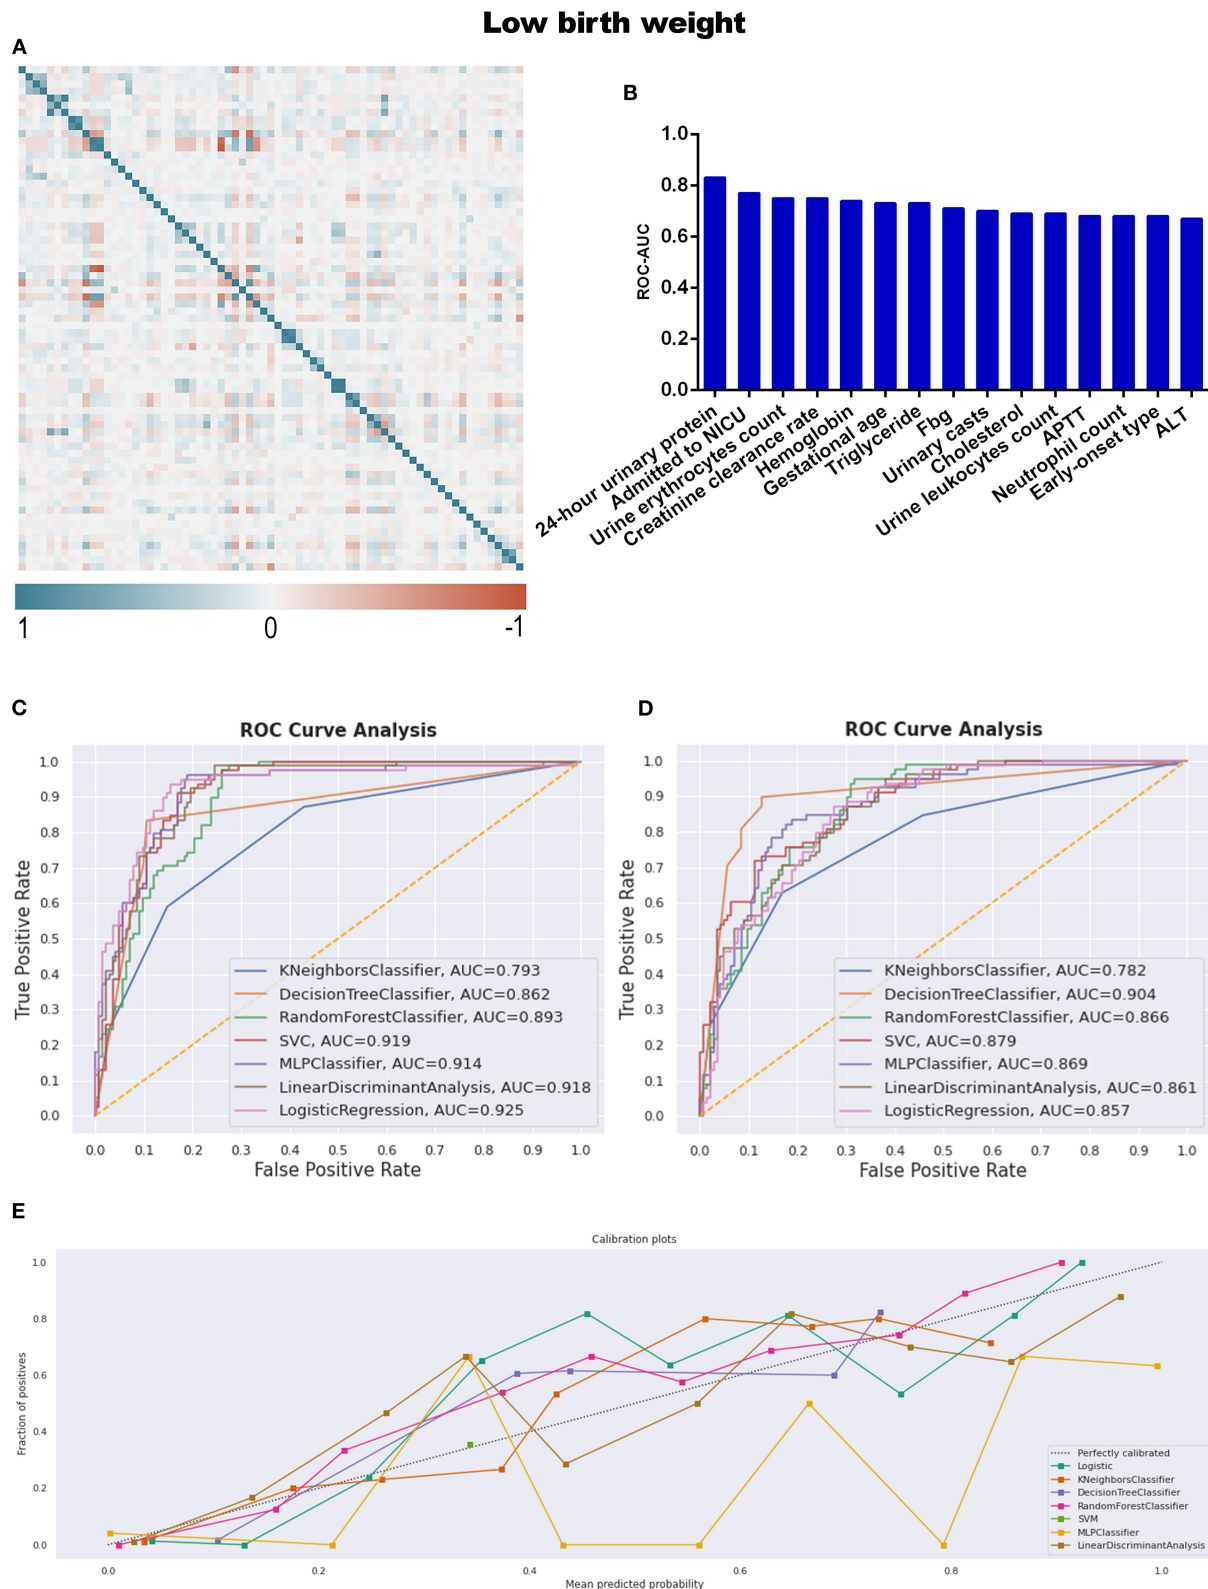 Low birth weight
A
1 0 -1
B
ROC-AUC
1.0
0.8
0.6
0.4
0.2
0.0
24-hour urinary protein
Admitted to NICU
Urine erythrocytes count
Creatinine clearance rate
Hemoglobin
Gestational age
Triglyceride
Fbg
Urinary casts
Cholesterol
Urine leukocytes count
APTT
Neutrophil count
Early-onset type
ALT
C
ROC Curve Analysis
True Positive Rate
1.0
0.9
0.8
0.7
0.6
0.5
0.4
0.3
0.2
0.1
0.0
KNeighborsClassifier, AUC=0.793
DecisionTreeClassifier, AUC=0.862
RandomForestClassifier, AUC=0.893
SVC, AUC=0.919
MLPClassifier, AUC=0.914
LinearDiscriminantAnalysis, AUC=0.918
LogisticRegression, AUC=0.925
0.0 0.1 0.2 0.3 0.4 0.5 0.6 0.7 0.8 0.9 1.0
False Positive Rate
D
ROC Curve Analysis
True Positive Rate
1.0
0.9
0.8
0.7
0.6
0.5
0.4
0.3
0.2
0.1
0.0
KNeighborsClassifier, AUC=0.782
DecisionTreeClassifier, AUC=0.904
RandomForestClassifier, AUC=0.866
SVC, AUC=0.879
MLPClassifier, AUC=0.869
LinearDiscriminantAnalysis, AUC=0.861
LogisticRegression, AUC=0.857
0.0 0.1 0.2 0.3 0.4 0.5 0.6 0.7 0.8 0.9 1.0
False Positive Rate
E
Calibration plots
Fraction of positives
1.0
0.8
0.6
0.4
0.2
0.0
Perfectly calibrated
Logistic
KNeighborsClassifier
DecisionTreeClassifier
RandomForestClassifier
SVM
MLPClassifier
LinearDiscriminantAnalysis
0.0 0.2 0.4 0.6 0.8 1.0
Mean predicted probability